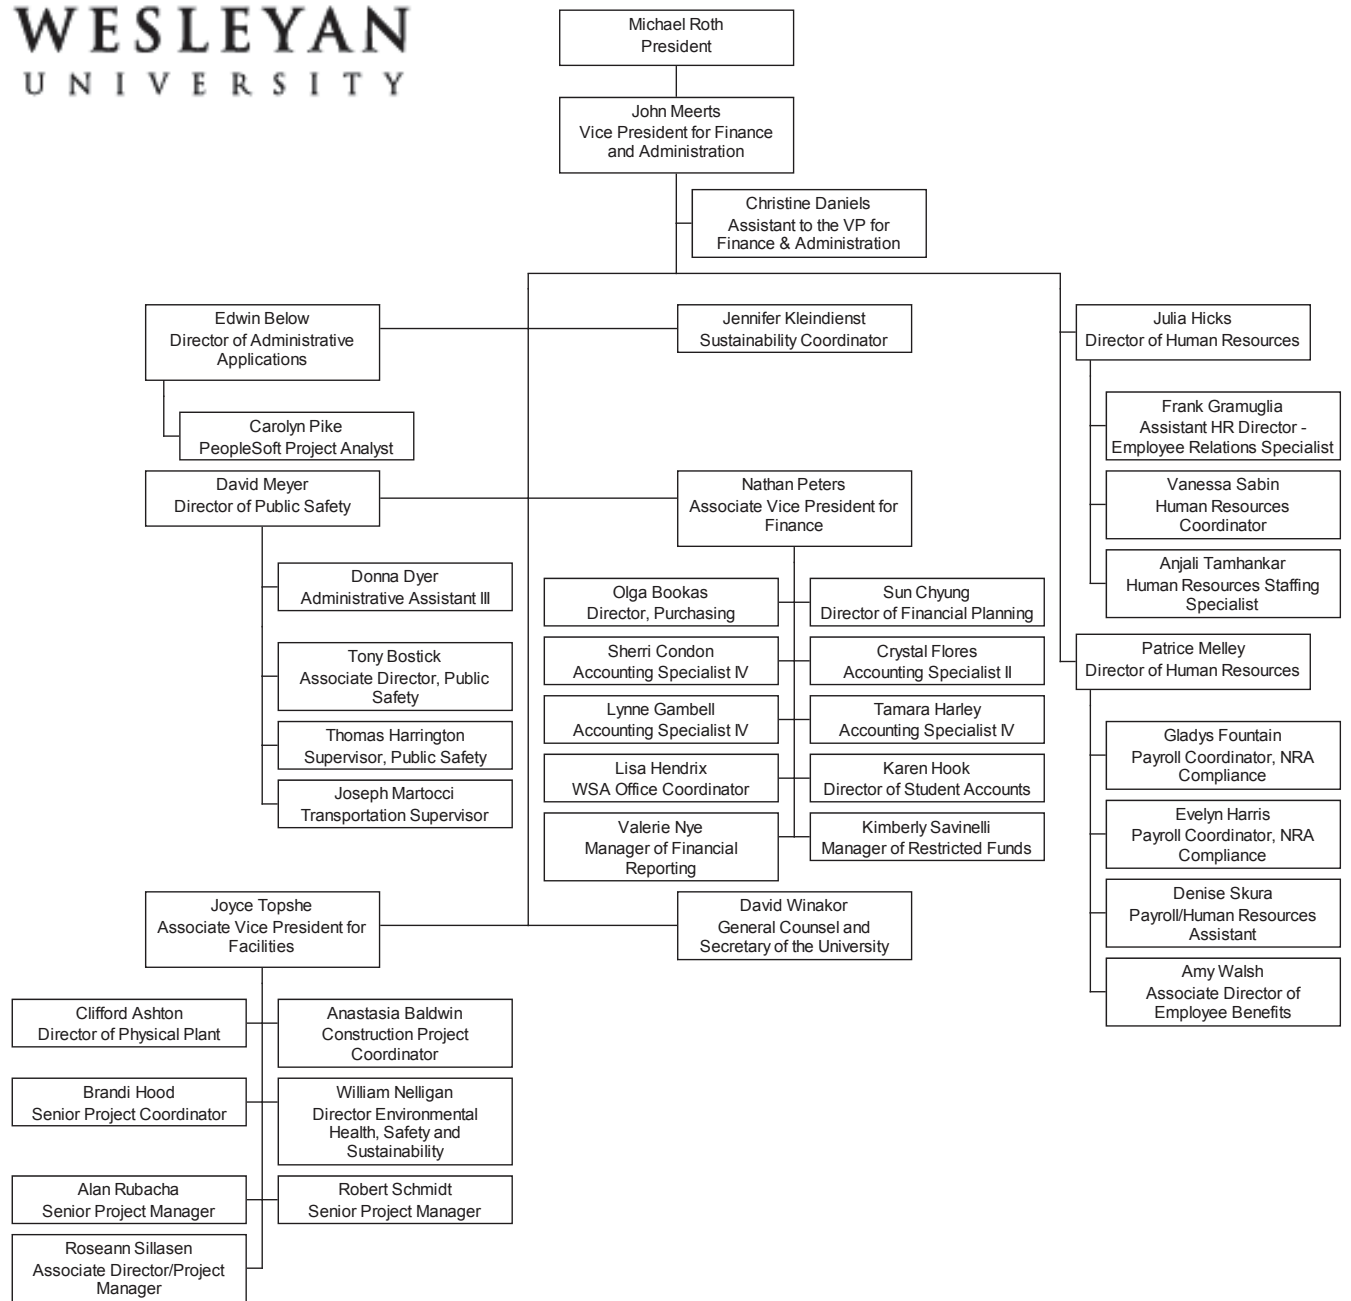 WESLEYAN
UNIVERSITY
Michael Roth
President
John Meerts
Vice President for Finance
and Administration
Christine Daniels
Assistant to the VP for
Finance & Administration
Edwin Below
Director of Administrative
Applications
Carolyn Pike
PeopleSoft Project Analyst
Jennifer Kleindienst
Sustainability Coordinator
David Meyer
Director of Public Safety
Donna Dyer
Administrative Assistant III
Tony Bostick
Associate Director, Public
Safety
Thomas Harrington
Supervisor, Public Safety
Joseph Martocci
Transportation Supervisor
Nathan Peters
Associate Vice President for
Finance
Olga Bookas
Director, Purchasing
Sun Chyung
Director of Financial Planning
Sherri Condon
Accounting Specialist IV
Crystal Flores
Accounting Specialist II
Lynne Gambell
Accounting Specialist IV
Tamara Harley
Accounting Specialist IV
Lisa Hendrix
WSA Office Coordinator
Karen Hook
Director of Student Accounts
Valerie Nye
Manager of Financial
Reporting
Kimberly Savinelli
Manager of Restricted Funds
Joyce Topshe
Associate Vice President for
Facilities
Clifford Ashton
Director of Physical Plant
Anastasia Baldwin
Construction Project
Coordinator
Brandi Hood
Senior Project Coordinator
William Nelligan
Director Environmental
Health, Safety and
Sustainability
Alan Rubacha
Senior Project Manager
Robert Schmidt
Senior Project Manager
Roseann Sillasen
Associate Director/Project
Manager
David Winakor
General Counsel and
Secretary of the University
Julia Hicks
Director of Human Resources
Frank Gramuglia
Assistant HR Director -
Employee Relations Specialist
Vanessa Sabin
Human Resources
Coordinator
Anjali Tamhankar
Human Resources Staffing
Specialist
Patrice Melley
Director of Human Resources
Gladys Fountain
Payroll Coordinator, NRA
Compliance
Evelyn Harris
Payroll Coordinator, NRA
Compliance
Denise Skura
Payroll/Human Resources
Assistant
Amy Walsh
Associate Director of
Employee Benefits